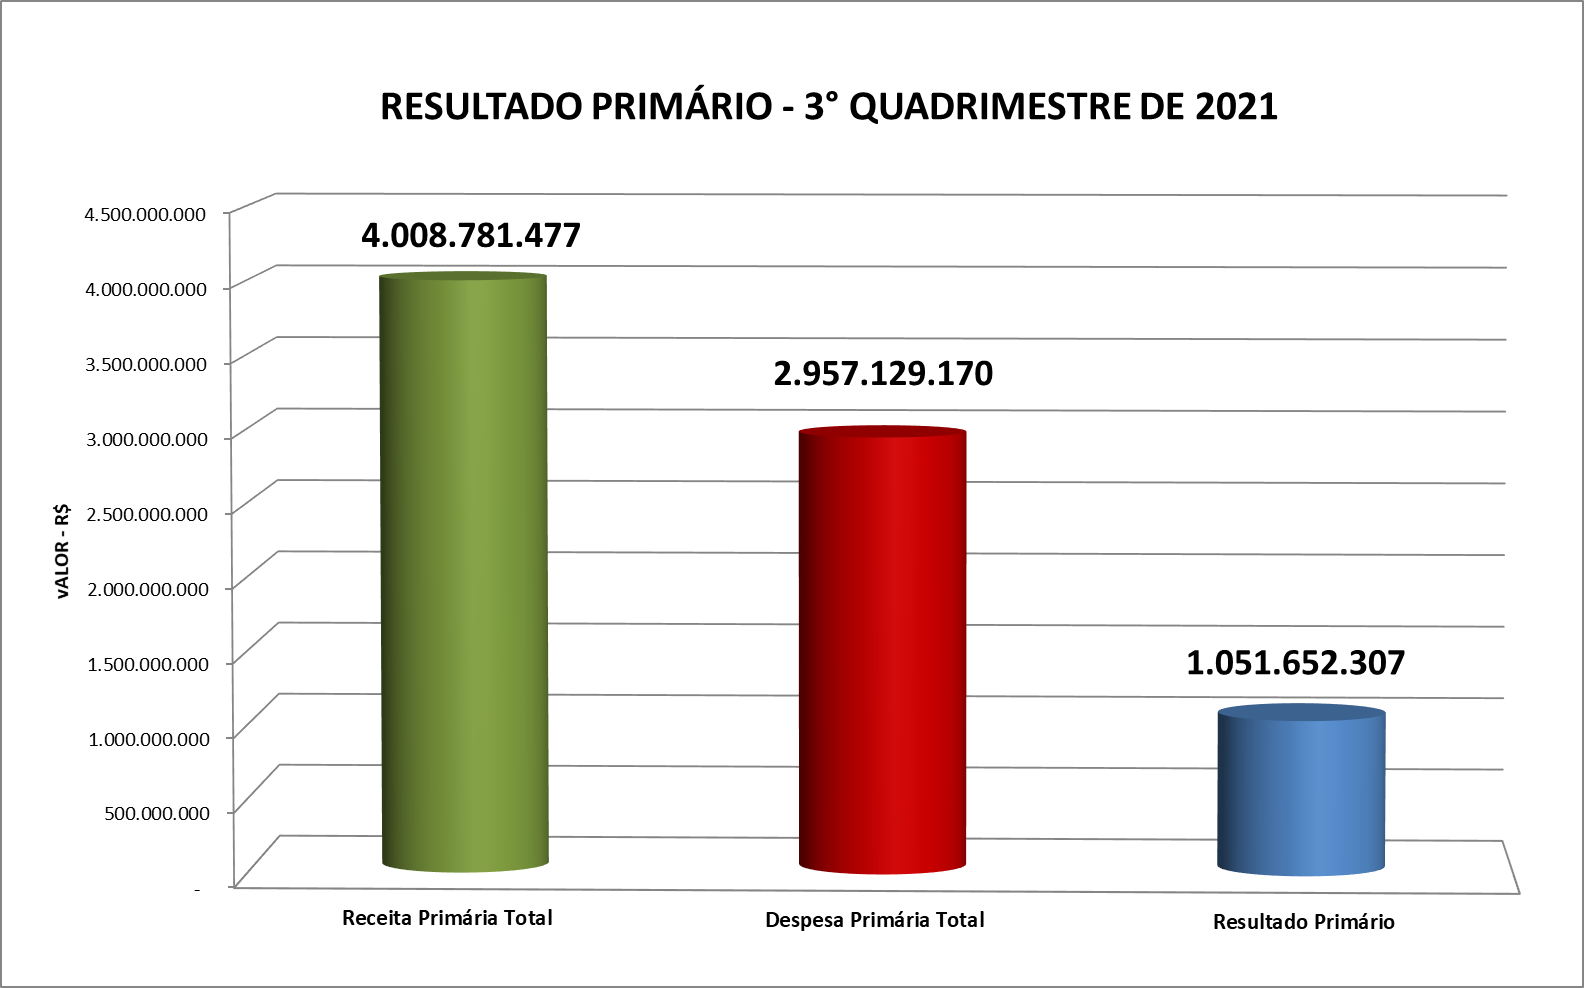 RESULTADO PRIMÁRIO - 3° QUADRIMESTRE DE 2021
4.500.000.000
4.000.000.000
3.500.000.000
3.000.000.000
2.500.000.000
2.000.000.000
1.500.000.000
1.000.000.000
500.000.000
-
vALOR - R$
4.008.781.477
2.957.129.170
1.051.652.307
Receita Primária Total
Despesa Primária Total
Resultado Primário